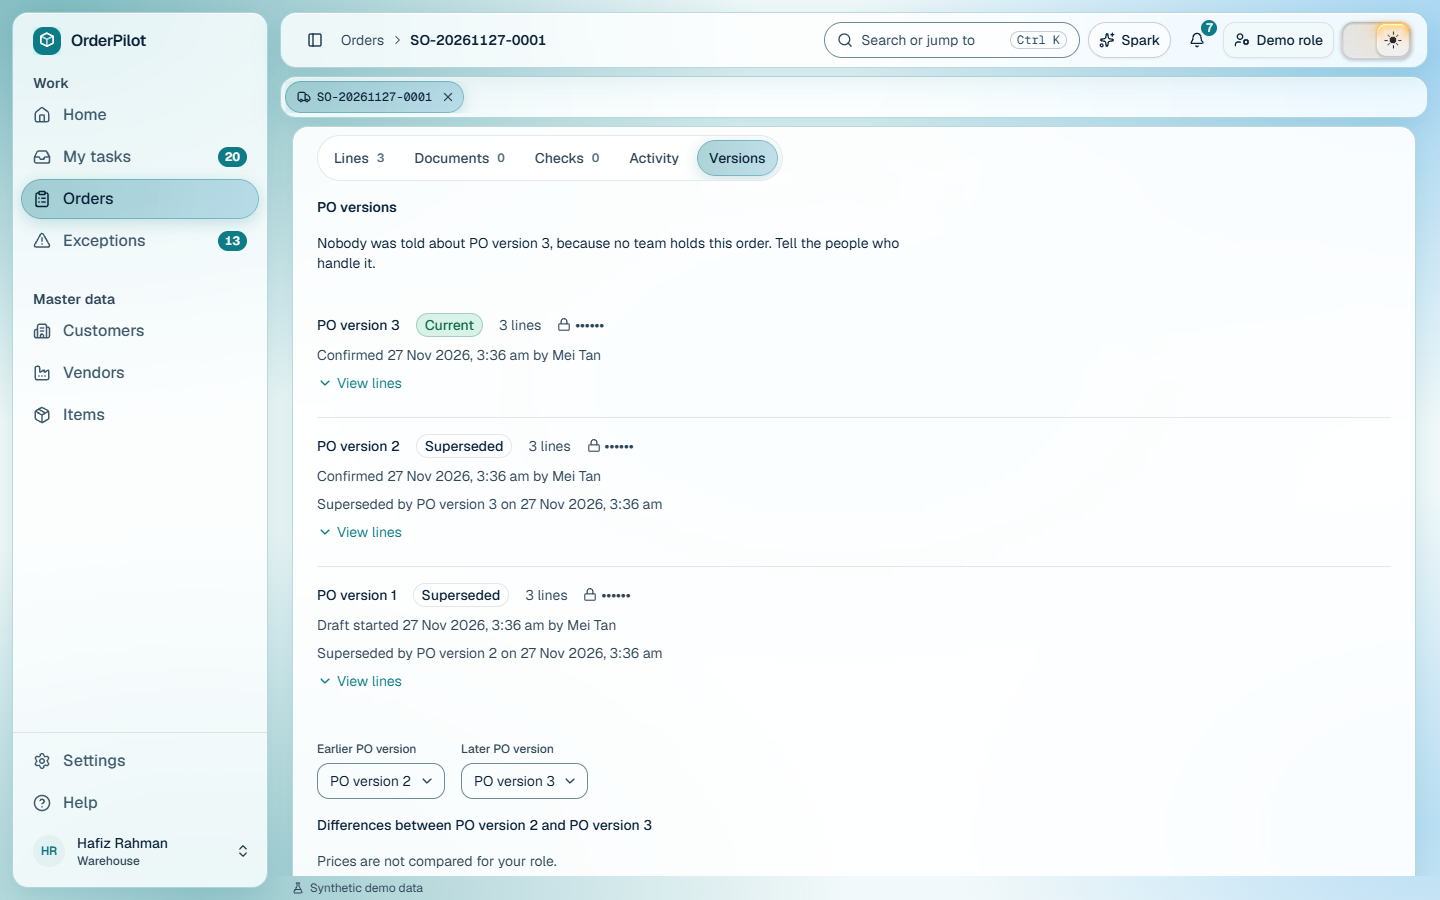 OrderPilot
Work
Home
My tasks 20
Orders
Exceptions 13
Master data
Customers
Vendors
Items
Settings
Help
HR Hafiz Rahman
Warehouse
Orders > SO-20261127-0001
Search or jump to Ctrl K
Spark
7
Demo role
SO-20261127-0001
Lines 3 Documents 0 Checks 0 Activity Versions
PO versions
Nobody was told about PO version 3, because no team holds this order. Tell the people who
handle it.
PO version 3 Current 3 lines ••••••
Confirmed 27 Nov 2026, 3:36 am by Mei Tan
View lines
PO version 2 Superseded 3 lines ••••••
Confirmed 27 Nov 2026, 3:36 am by Mei Tan
Superseded by PO version 3 on 27 Nov 2026, 3:36 am
View lines
PO version 1 Superseded 3 lines ••••••
Draft started 27 Nov 2026, 3:36 am by Mei Tan
Superseded by PO version 2 on 27 Nov 2026, 3:36 am
View lines
Earlier PO version Later PO version
PO version 2 PO version 3
Differences between PO version 2 and PO version 3
Prices are not compared for your role.
Synthetic demo data